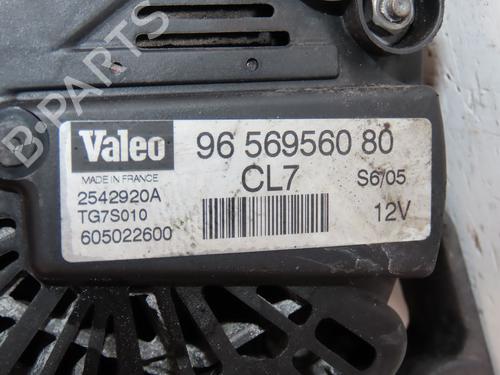 B-PARTS
Valeo
96 569560 80
MADE IN FRANCE
CL7
S6/05
2542920A
TG7S010
12V
605022600